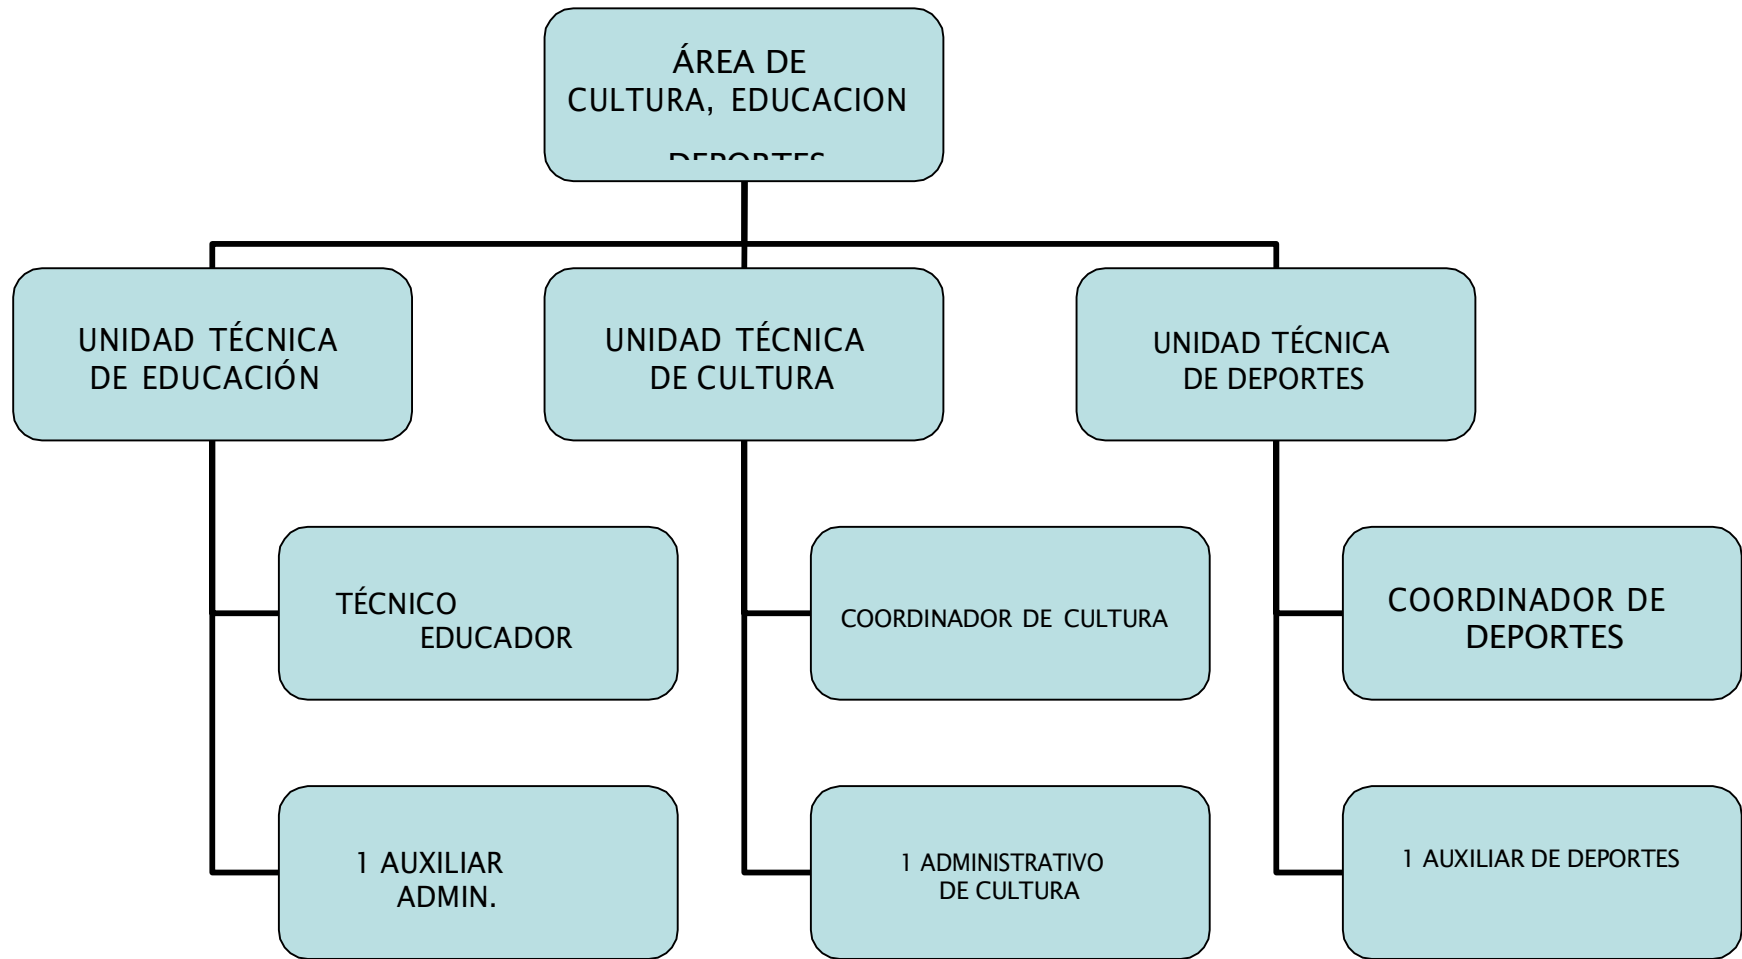 ÁREA DE
CULTURA, EDUCACION
DEPORTES
UNIDAD TÉCNICA
DE EDUCACIÓN
UNIDAD TÉCNICA
DE CULTURA
UNIDAD TÉCNICA
DE DEPORTES
TÉCNICO
EDUCADOR
COORDINADOR DE CULTURA
COORDINADOR DE
DEPORTES
1 AUXILIAR
ADMIN.
1 ADMINISTRATIVO
DE CULTURA
1 AUXILIAR DE DEPORTES